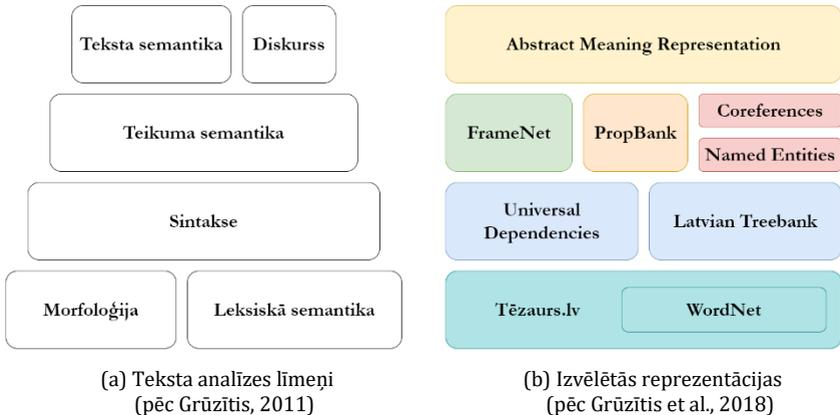 Teksta semantika
Diskurss
Teikuma semantika
Sintakse
Morfoloģija
Leksiskā semantika
(a) Teksta analīzes līmeņi
(pēc Grūzītis, 2011)
Abstract Meaning Representation
FrameNet
PropBank
Coreferences
Named Entities
Universal
Dependencies
Latvian Treebank
Tēzaurs.lv
WordNet
(b) Izvēlētās reprezentācijas
(pēc Grūzītis et al., 2018)